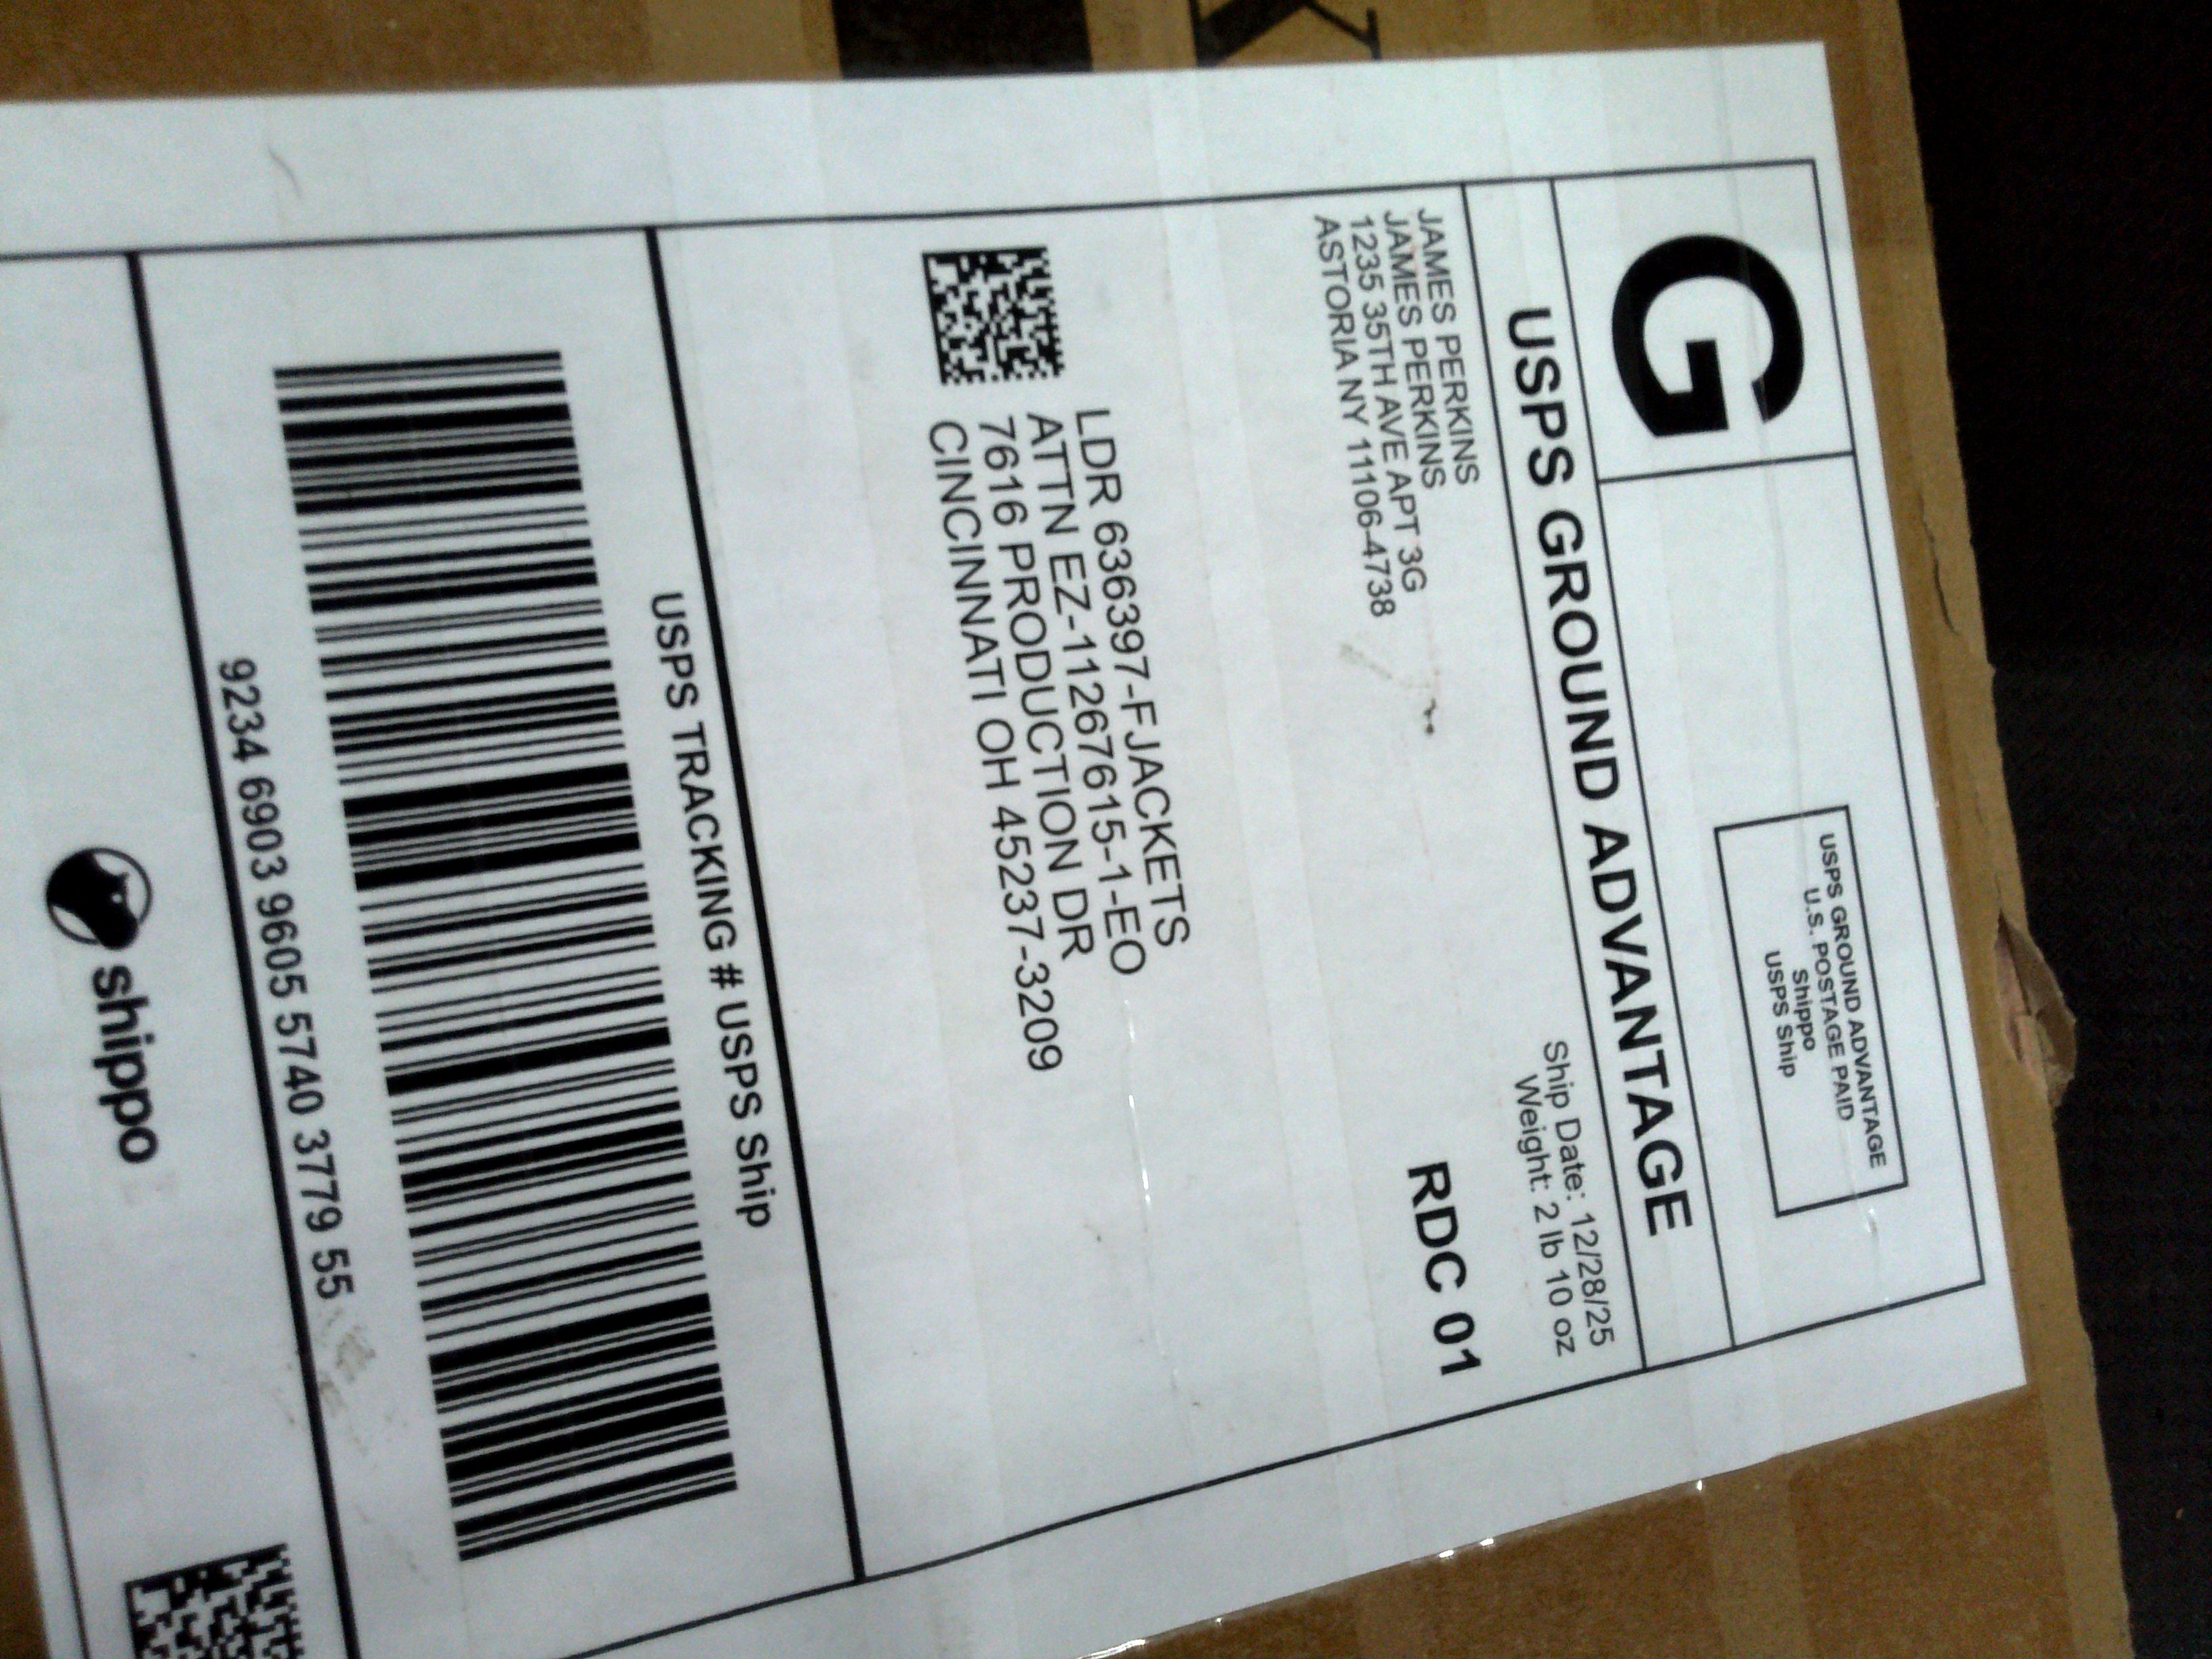 G
USPS GROUND ADVANTAGE
U.S. POSTAGE PAID
Shippo
USPS Ship
USPS GROUND ADVANTAGE
JAMES PERKINS
JAMES PERKINS
1235 35TH AVE APT 3G
ASTORIA NY 11106-4738
Ship Date: 12/28/25
Weight: 2 lb 10 oz
RDC 01
LDR 636397-FJACKETS
ATTN EZ-11267615-1-EO
7616 PRODUCTION DR
CINCINNATI OH 45237-3209
USPS TRACKING # USPS Ship
9234 6903 9605 5740 3779 55
shippo